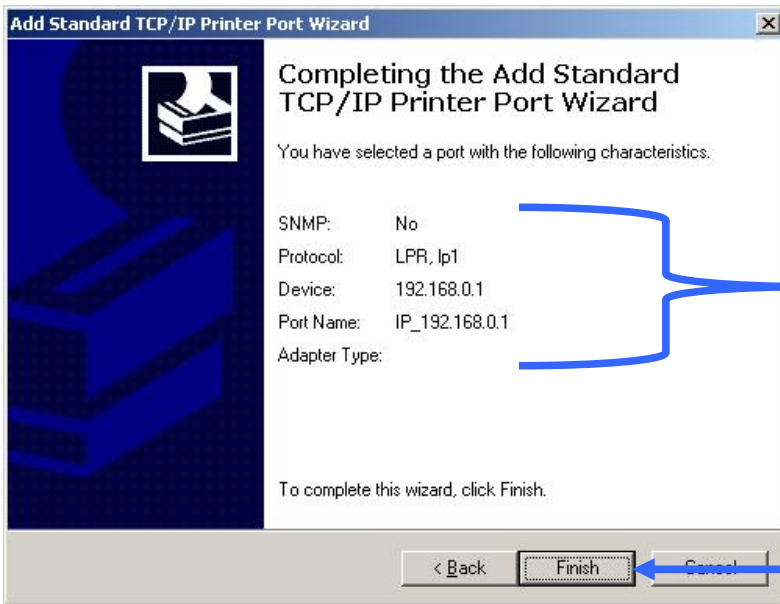 Add Standard TCP/IP Printer Port Wizard
Completing the Add Standard
TCP/IP Printer Port Wizard
You have selected a port with the following characteristics.
SNMP: No
Protocol: LPR, lp1
Device: 192.168.0.1
Port Name: IP_192.168.0.1
Adapter Type:
To complete this wizard, click Finish.
< Back Finish Cancel